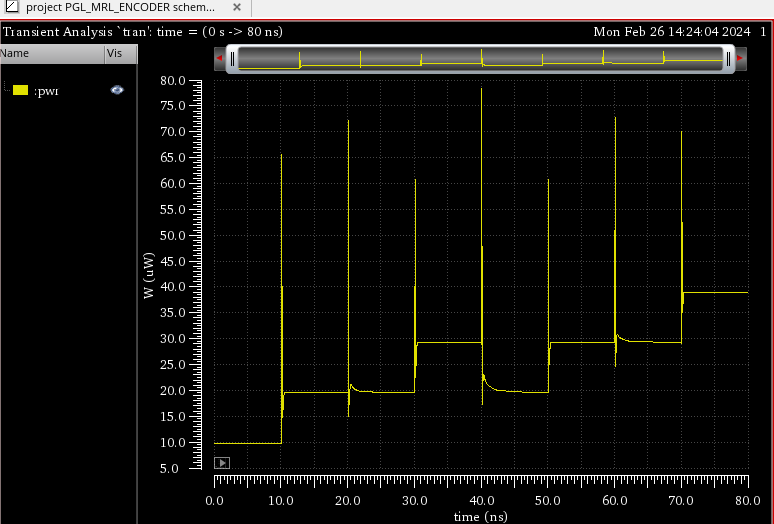 project PGL_MRL_ENCODER schem... ×
Transient Analysis `tran': time = (0 s -> 80 ns) Mon Feb 26 14:24:04 2024 1
Name Vis
:pwr
80.0
75.0
70.0
65.0
60.0
55.0
50.0
45.0
40.0
35.0
30.0
25.0
20.0
15.0
10.0
5.0
W (uW)
0.0 10.0 20.0 30.0 40.0 50.0 60.0 70.0 80.0
time (ns)